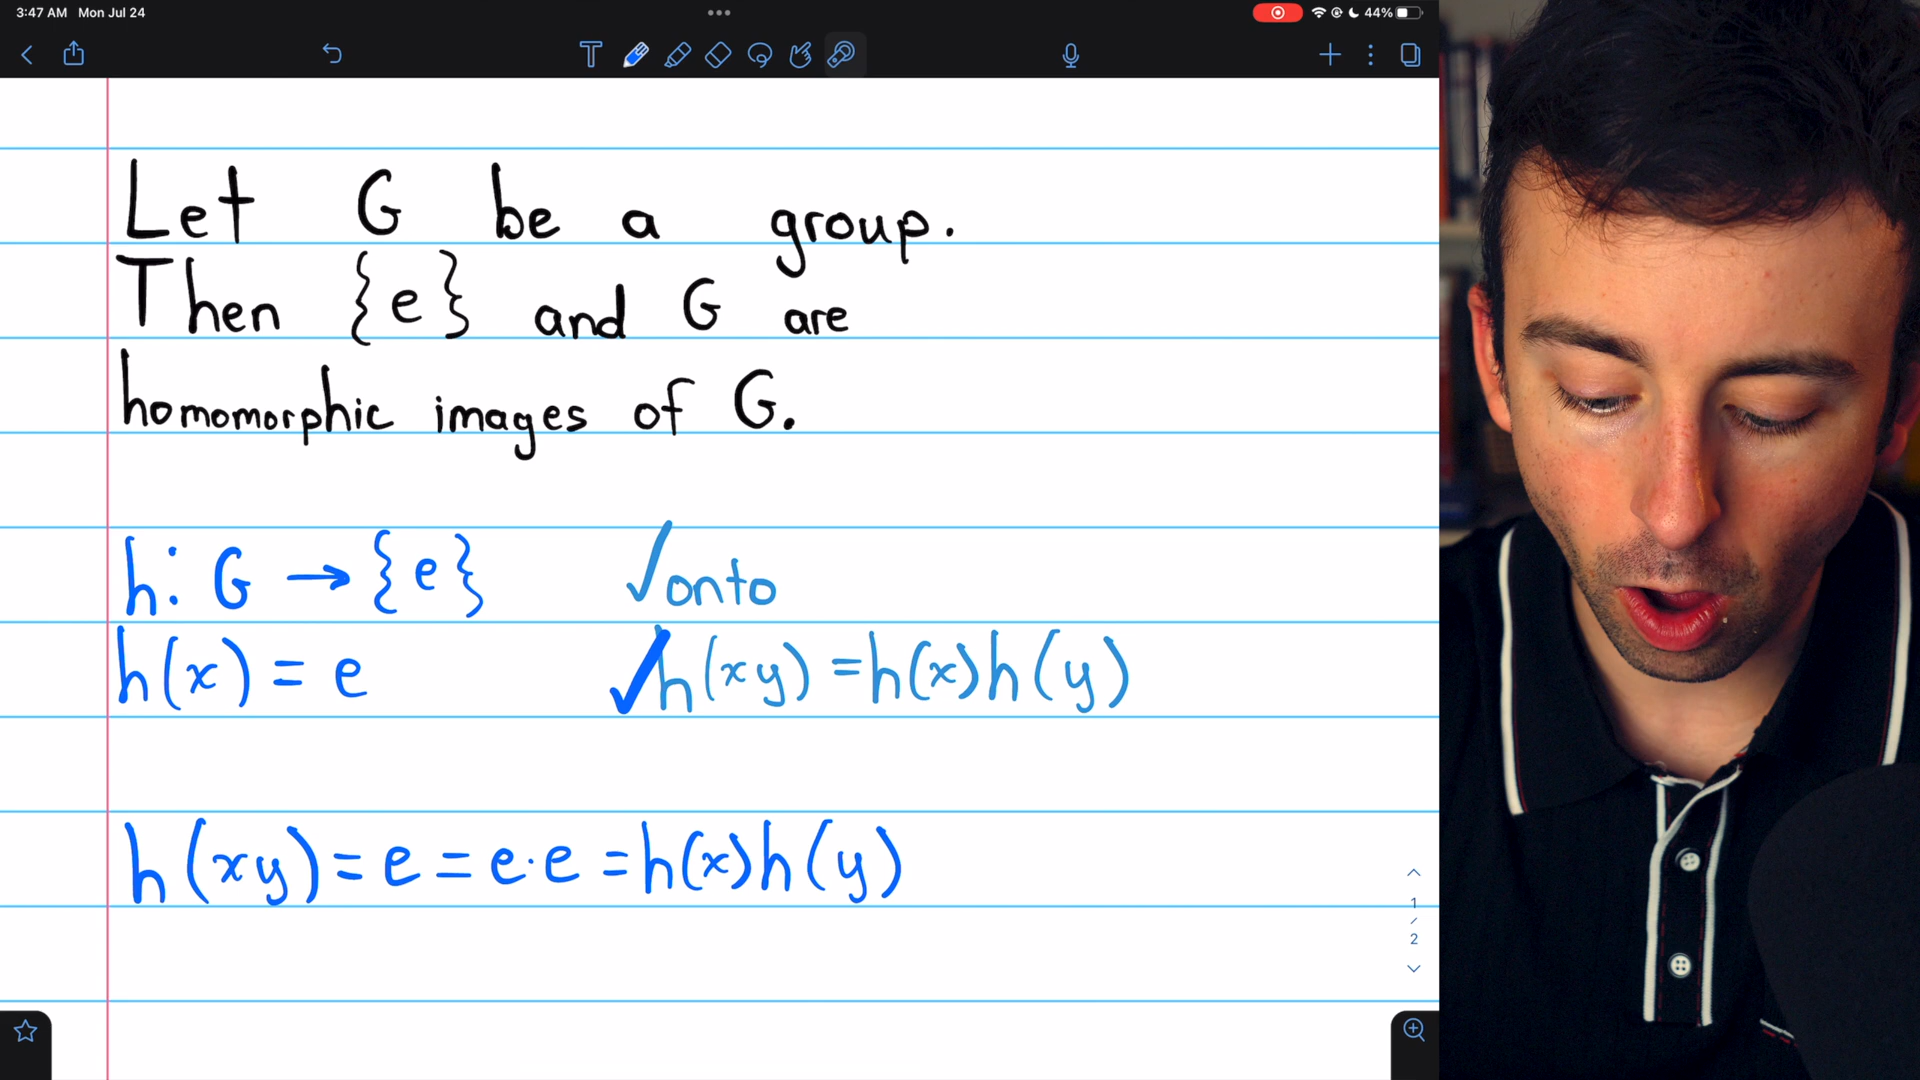 3:47 AM Mon Jul 24
44%
Let G be a group.
Then {e} and G are
homomorphic images of G.
h: G → {e} ✓onto
h(x) = e ✓h(xy) = h(x)h(y)
h(xy) = e = e·e = h(x)h(y)
1
/
2